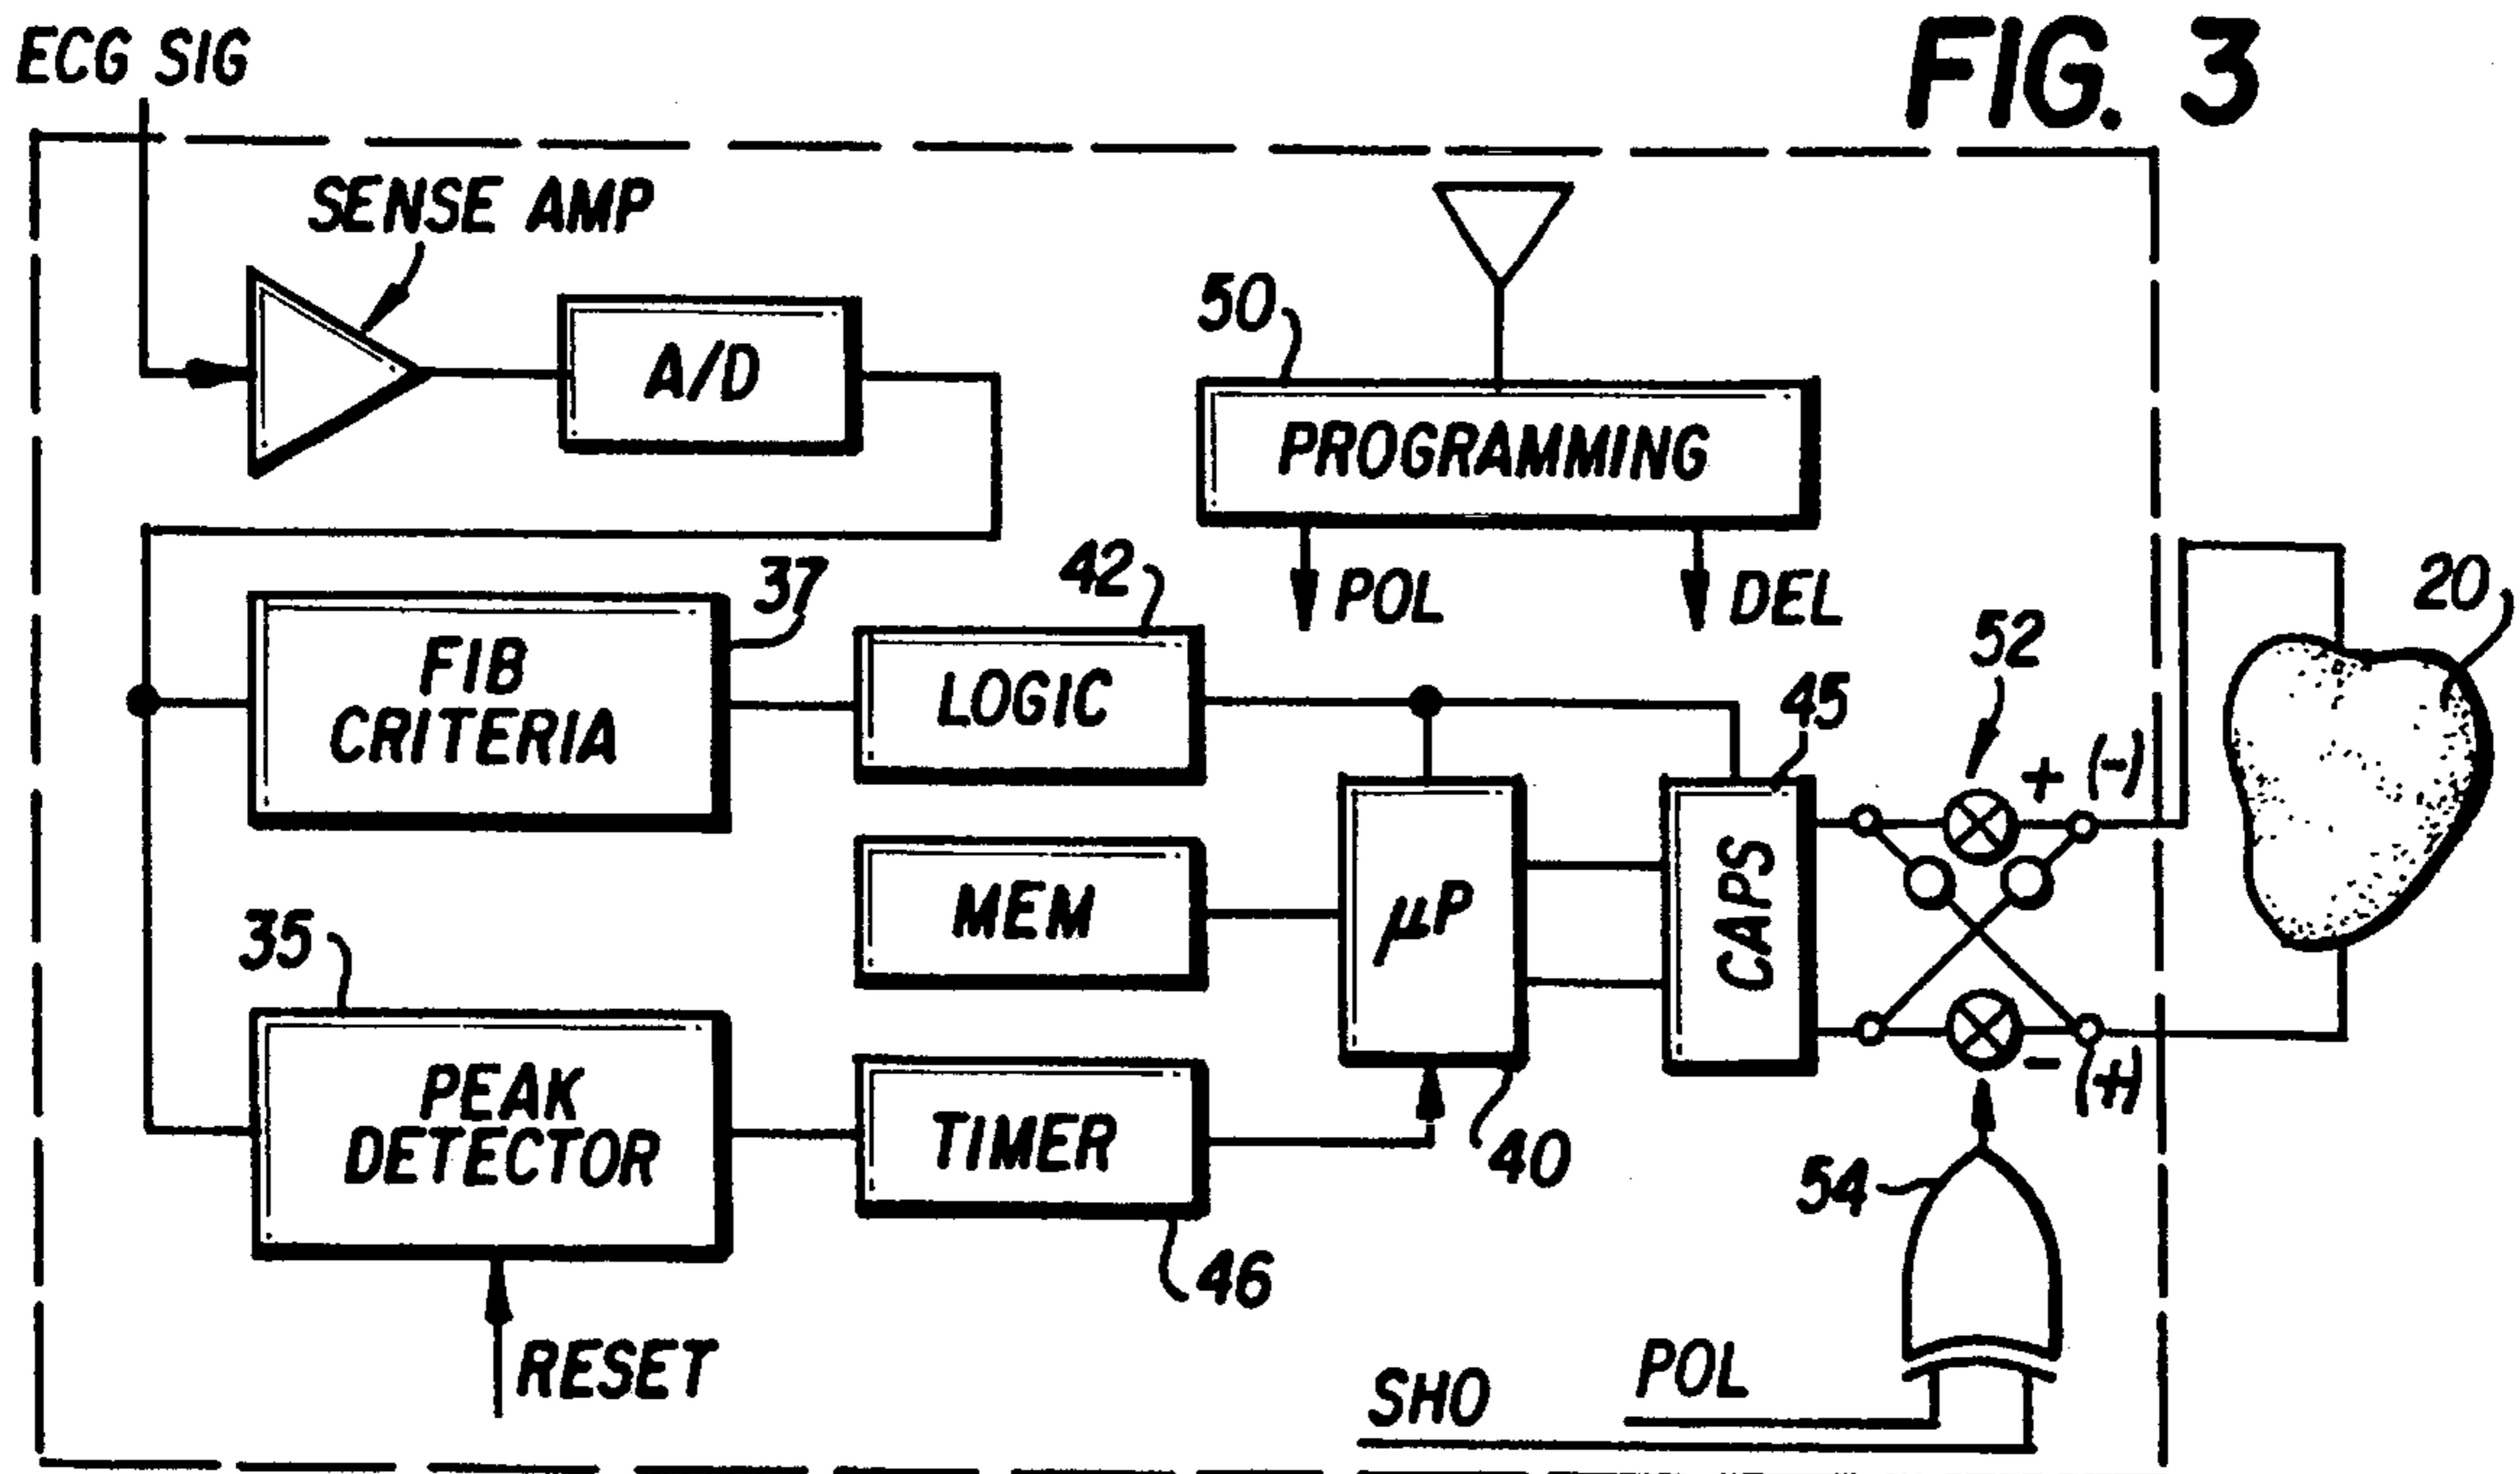 ECG SIG
FIG. 3
SENSE AMP
A/D
50
PROGRAMMING
POL
DEL
37
42
20
FIB
CRITERIA
LOGIC
52
45
+ (-)
MEM
μP
CAPS
35
PEAK
DETECTOR
TIMER
40
- (+)
54
46
RESET
SHO
POL